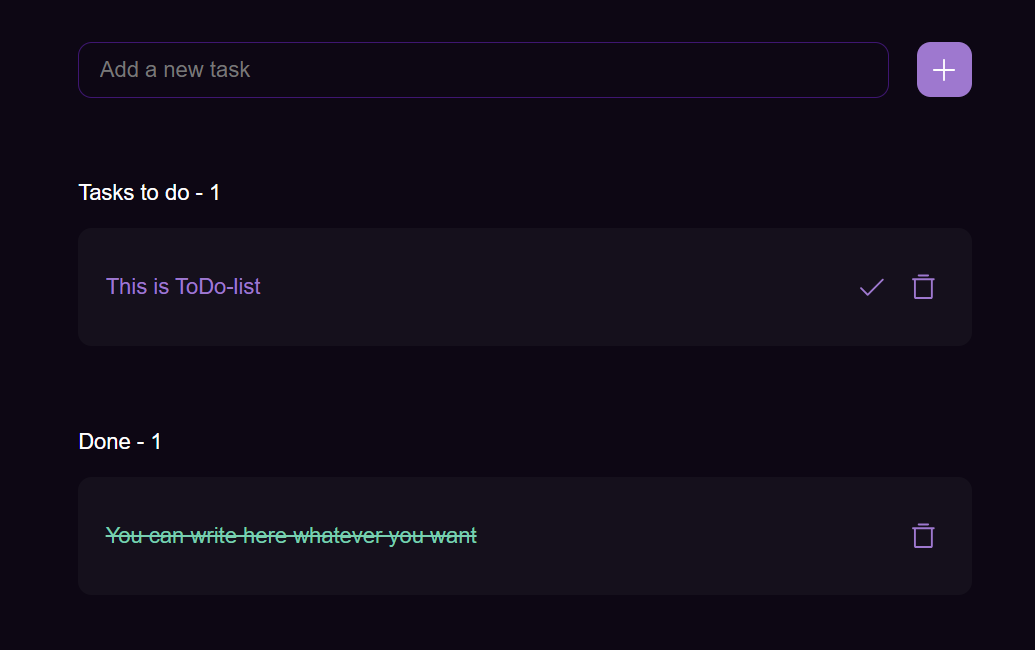 Add a new task
Tasks to do - 1
This is ToDo-list
Done - 1
You can write here whatever you want